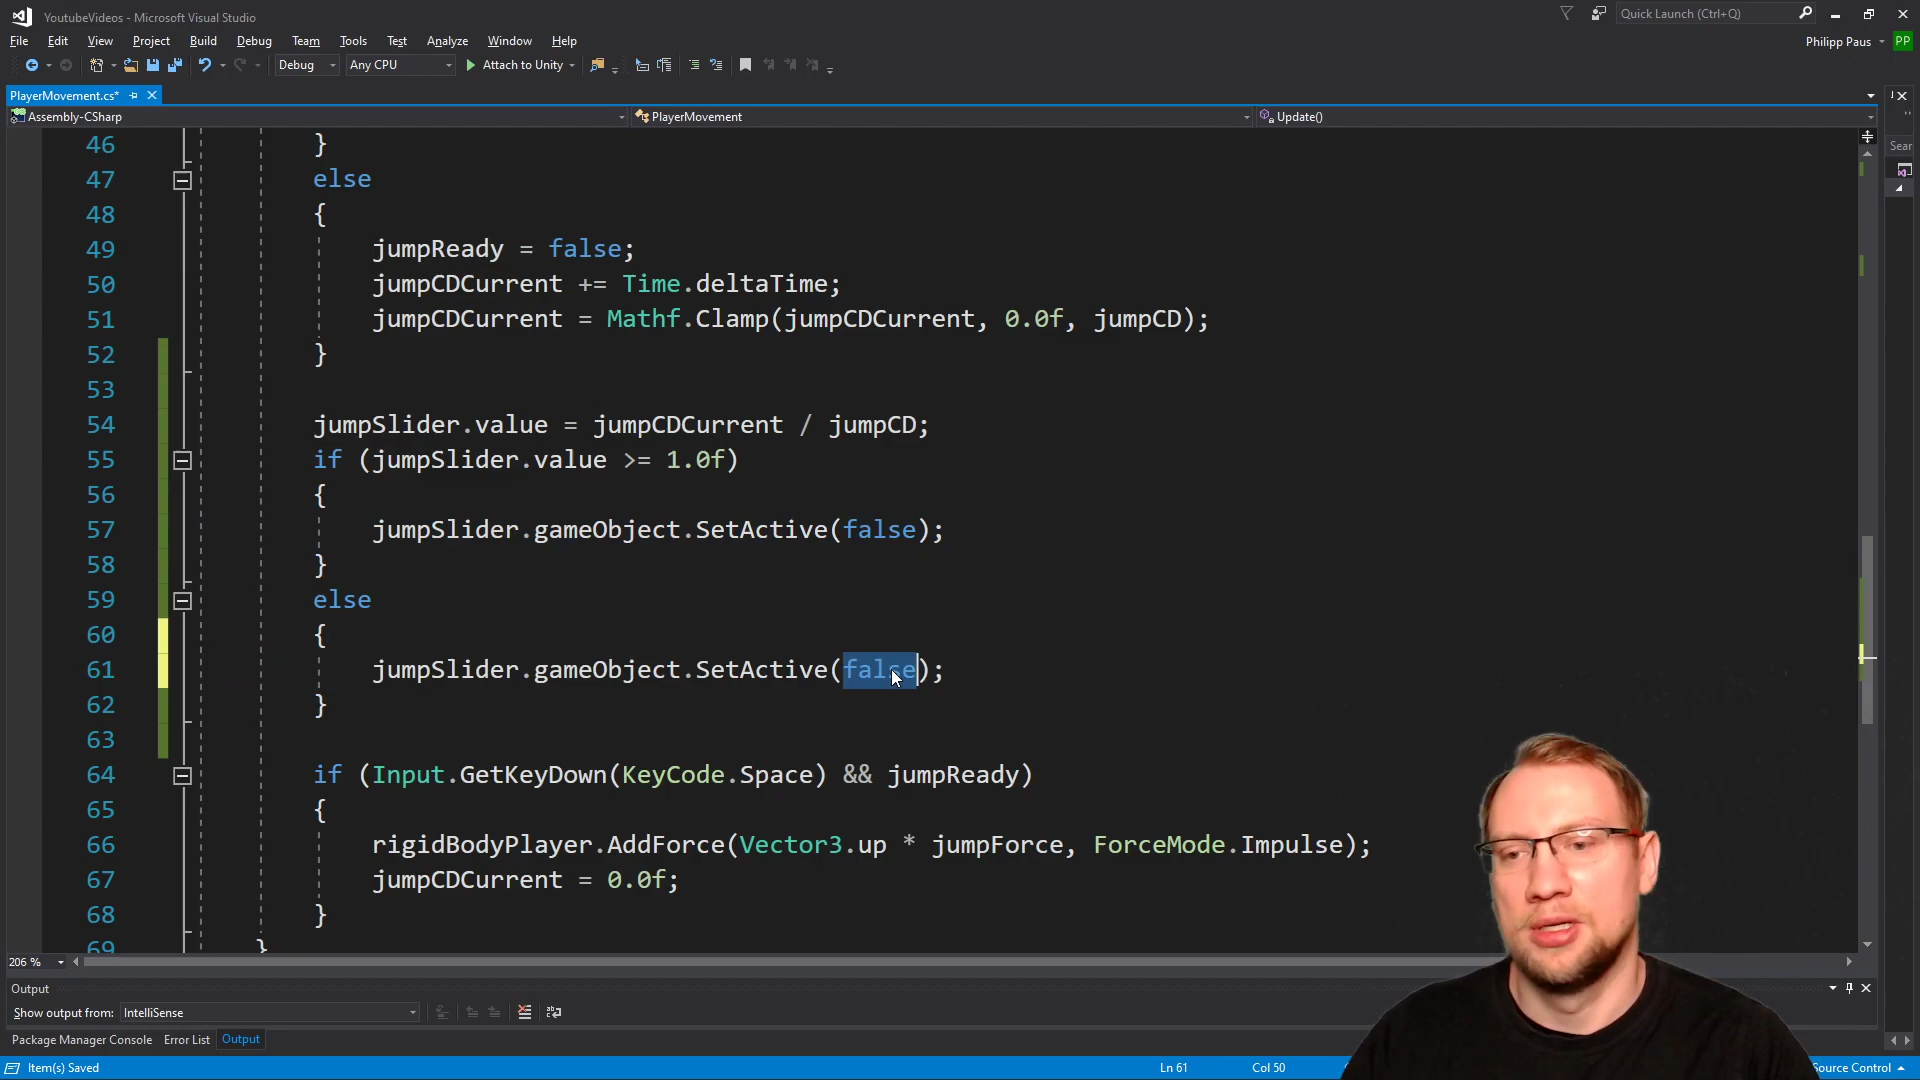 YoutubeVideos - Microsoft Visual Studio
Quick Launch (Ctrl+Q)
File Edit View Project Build Debug Team Tools Test Analyze Window Help
Philipp Paus PP
Debug Any CPU Attach to Unity
PlayerMovement.cs*
Assembly-CSharp PlayerMovement Update()
Sear
46 }
47 else
48 {
49 jumpReady = false;
50 jumpCDCurrent += Time.deltaTime;
51 jumpCDCurrent = Mathf.Clamp(jumpCDCurrent, 0.0f, jumpCD);
52 }
53
54 jumpSlider.value = jumpCDCurrent / jumpCD;
55 if (jumpSlider.value >= 1.0f)
56 {
57 jumpSlider.gameObject.SetActive(false);
58 }
59 else
60 {
61 jumpSlider.gameObject.SetActive(false);
62 }
63
64 if (Input.GetKeyDown(KeyCode.Space) && jumpReady)
65 {
66 rigidBodyPlayer.AddForce(Vector3.up * jumpForce, ForceMode.Impulse);
67 jumpCDCurrent = 0.0f;
68 }
69 }
206 %
Output
Show output from: IntelliSense
Package Manager Console Error List Output
Item(s) Saved Ln 61 Col 50 Source Control